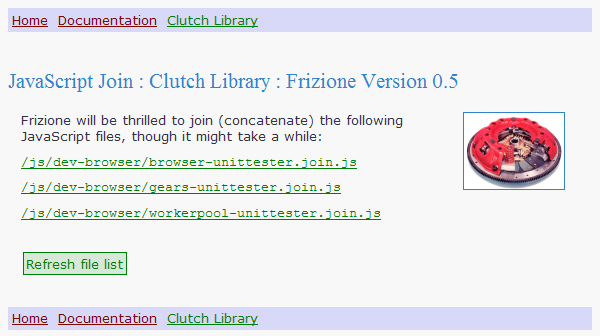 Home Documentation Clutch Library
JavaScript Join : Clutch Library : Frizione Version 0.5
Frizione will be thrilled to join (concatenate) the following
JavaScript files, though it might take a while:
/js/dev-browser/browser-unittester.join.js
/js/dev-browser/gears-unittester.join.js
/js/dev-browser/workerpool-unittester.join.js
Refresh file list
Home Documentation Clutch Library